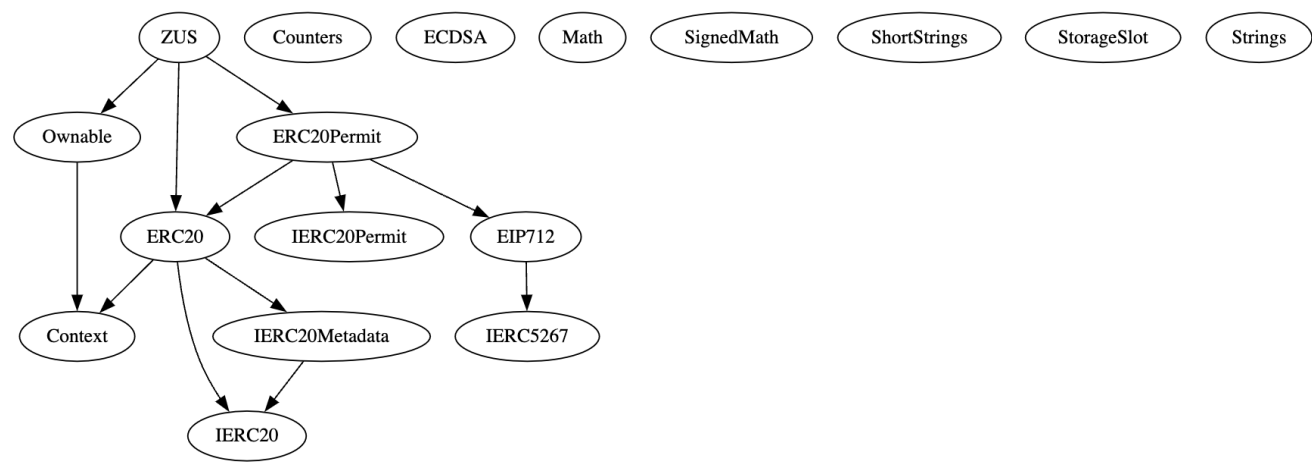 ZUS
Counters
ECDSA
Math
SignedMath
ShortStrings
StorageSlot
Strings
Ownable
ERC20Permit
ERC20
IERC20Permit
EIP712
Context
IERC20Metadata
IERC5267
IERC20